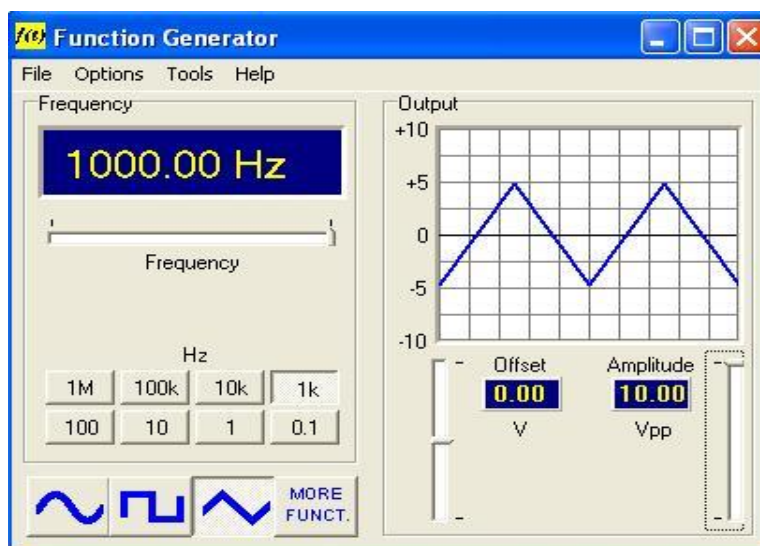 f(t) Function Generator
File Options Tools Help
Frequency
1000.00 Hz
Frequency
Hz
1M 100k 10k 1k
100 10 1 0.1
MORE
FUNCT.
Output
+10
+5
0
-5
-10
Offset Amplitude
0.00 10.00
V Vpp